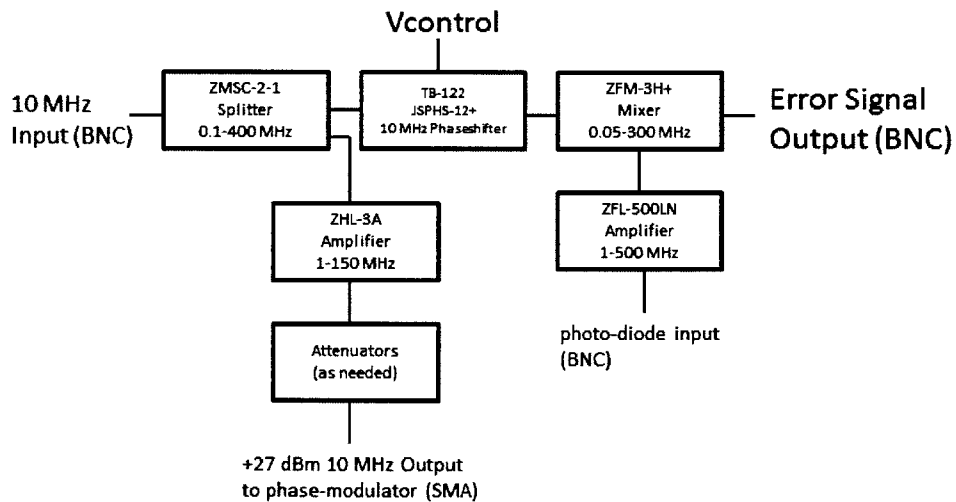 Vcontrol
10 MHz
Input (BNC)
ZMSC-2-1
Splitter
0.1-400 MHz
TB-122
JSPHS-12+
10 MHz Phaseshifter
ZFM-3H+
Mixer
0.05-300 MHz
Error Signal
Output (BNC)
ZHL-3A
Amplifier
1-150 MHz
ZFL-500LN
Amplifier
1-500 MHz
Attenuators
(as needed)
photo-diode input
(BNC)
+27 dBm 10 MHz Output
to phase-modulator (SMA)